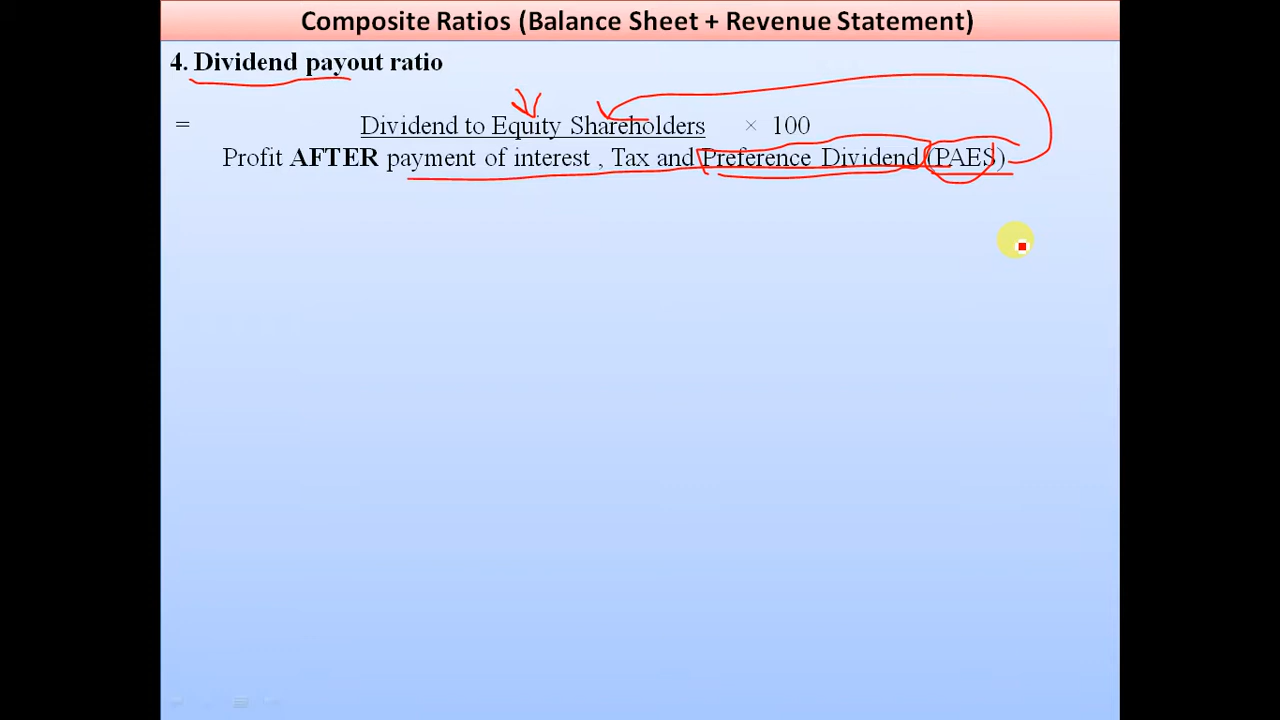 Composite Ratios (Balance Sheet + Revenue Statement)
4. Dividend payout ratio
= Dividend to Equity Shareholders × 100
Profit AFTER payment of interest , Tax and Preference Dividend (PAES)